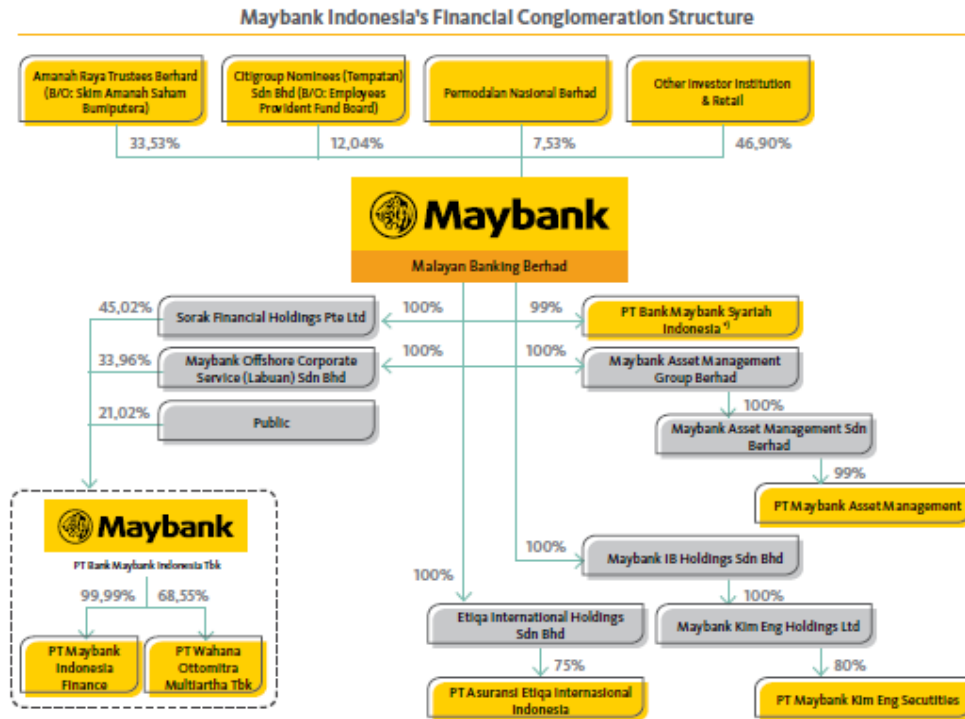 Maybank Indonesia's Financial Conglomeration Structure
Amanah Raya Trustees Berhard
(B/O: Skim Amanah Saham
Bumiputera)
Citigroup Nominees (Tempatan)
Sdn Bhd (B/O: Employees
Provident Fund Board)
Permodalan Nasional Berhad
Other Investor Institution
& Retail
33,53%
12,04%
7,53%
46,90%
Maybank
Malayan Banking Berhad
45,02%
Sorak Financial Holdings Pte Ltd
100%
99%
PT Bank Maybank Syariah
Indonesia *)
33,96%
Maybank Offshore Corporate
Service (Labuan) Sdn Bhd
100%
100%
Maybank Asset Management
Group Berhad
21,02%
Public
100%
Maybank Asset Management Sdn
Berhad
99%
PT Maybank Asset Management
Maybank
PT Bank Maybank Indonesia Tbk
99,99%
68,55%
PT Maybank
Indonesia
Finance
PT Wahana
Ottomitra
Multiartha Tbk
100%
Maybank IB Holdings Sdn Bhd
100%
Etiqa International Holdings
Sdn Bhd
100%
Maybank Kim Eng Holdings Ltd
75%
PT Asuransi Etiqa Internasional
Indonesia
80%
PT Maybank Kim Eng Secutities